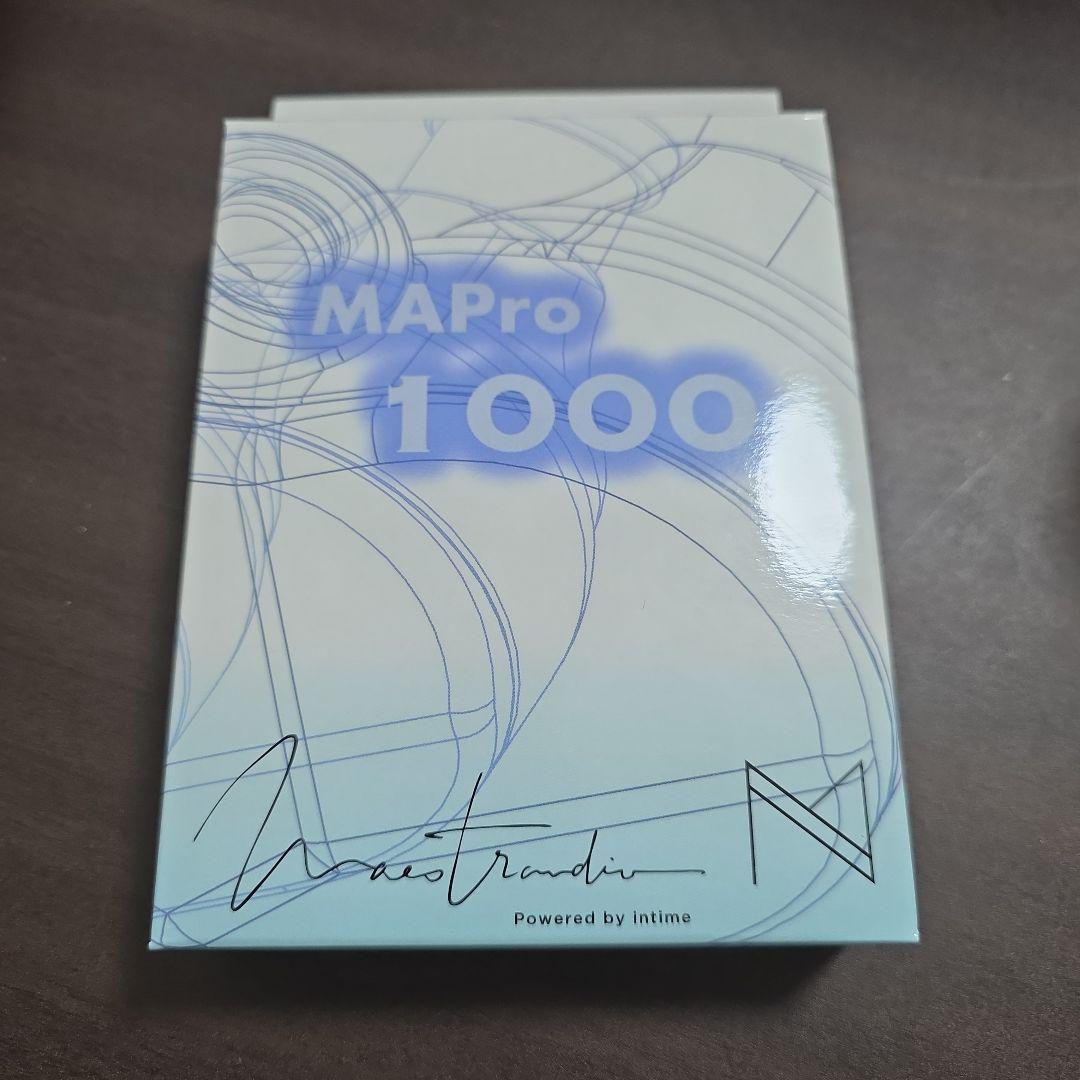 MAPro
1000
Maestraudio
Powered by intime